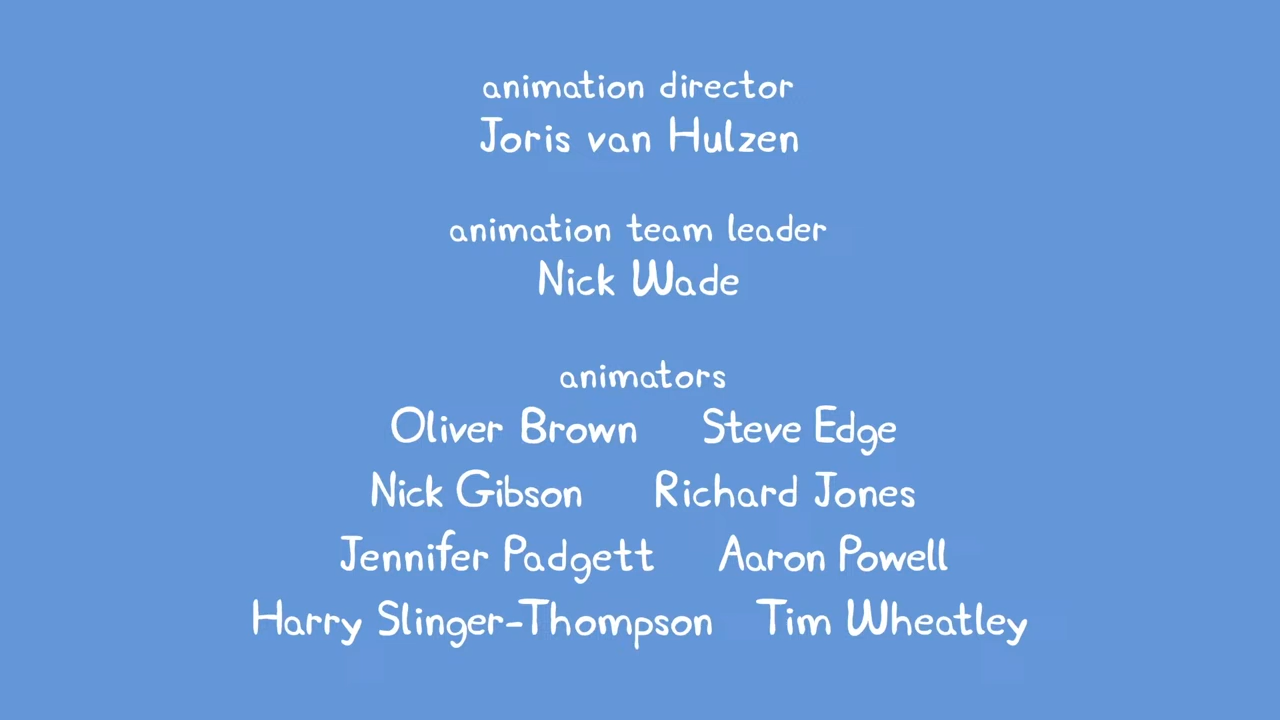 animation director
Joris van Hulzen
animation team leader
Nick Wade
animators
Oliver Brown Steve Edge
Nick Gibson Richard Jones
Jennifer Padgett Aaron Powell
Harry Slinger-Thompson Tim Wheatley